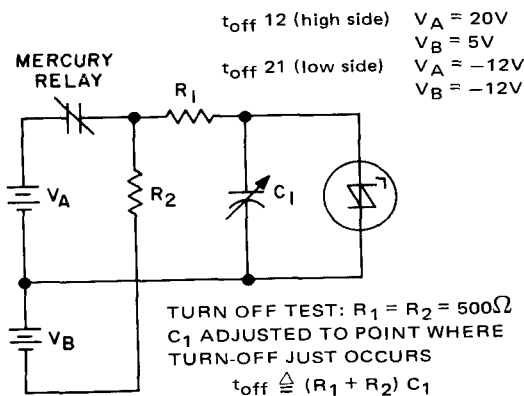 t_off 12 (high side) V_A = 20V
V_B = 5V
t_off 21 (low side) V_A = -12V
V_B = -12V
MERCURY
RELAY
R_1
V_A
R_2
C_1
V_B
TURN OFF TEST: R_1 = R_2 = 500Ω
C_1 ADJUSTED TO POINT WHERE
TURN-OFF JUST OCCURS
t_off ≜ (R_1 + R_2) C_1